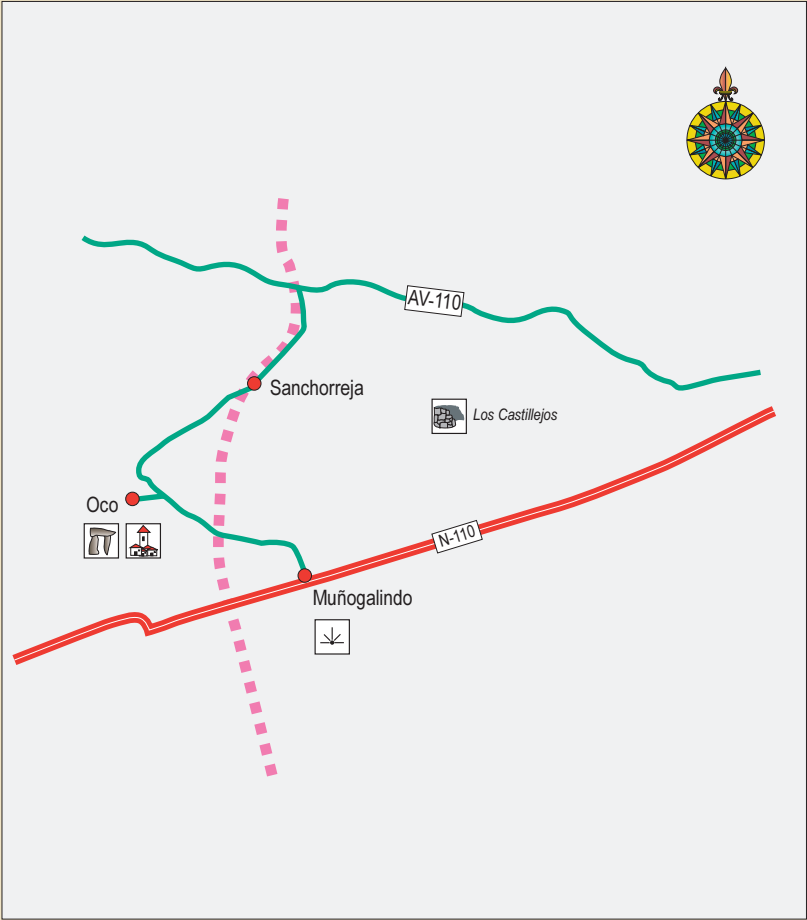 AV-110
Sanchorreja
Los Castillejos
Oco
N-110
Muñogalindo